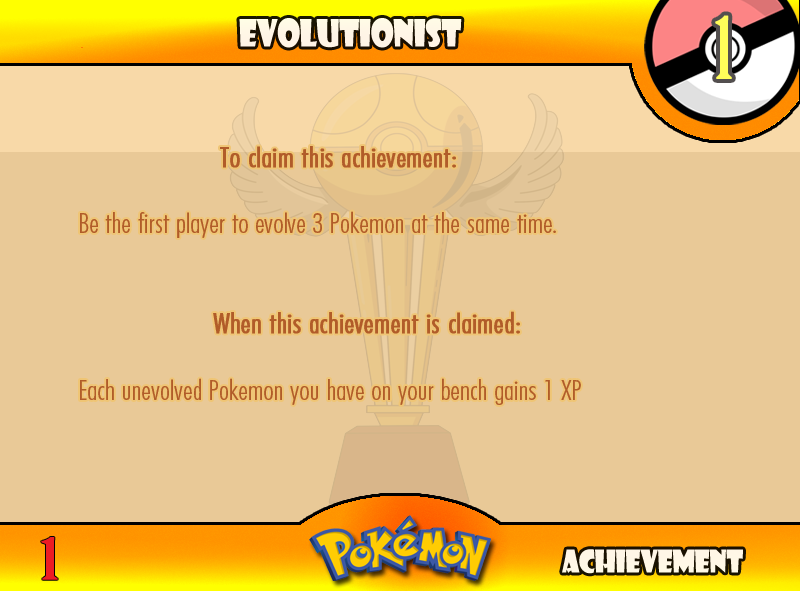 EVOLUTIONIST
1
To claim this achievement:
Be the first player to evolve 3 Pokemon at the same time.
When this achievement is claimed:
Each unevolved Pokemon you have on your bench gains 1 XP
1
POKéMON
ACHIEVEMENT